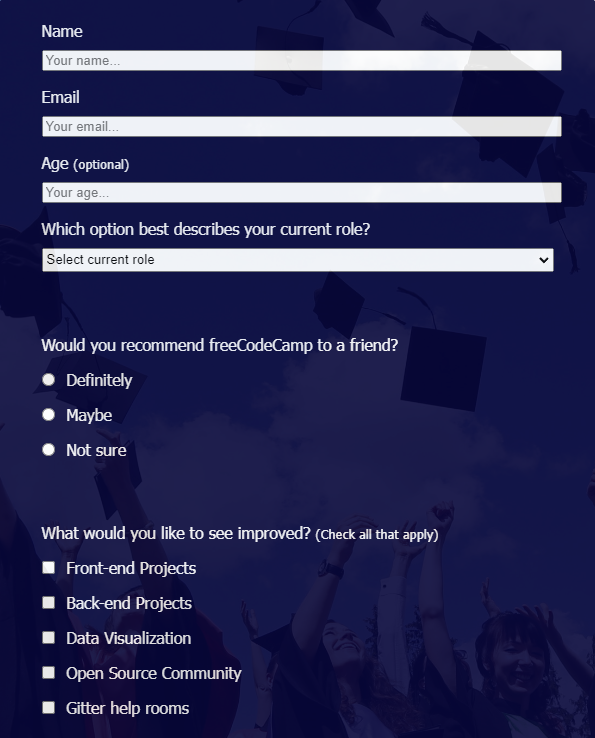 Name
Your name...
Email
Your email...
Age (optional)
Your age...
Which option best describes your current role?
Select current role
Would you recommend freeCodeCamp to a friend?
Definitely
Maybe
Not sure
What would you like to see improved? (Check all that apply)
Front-end Projects
Back-end Projects
Data Visualization
Open Source Community
Gitter help rooms